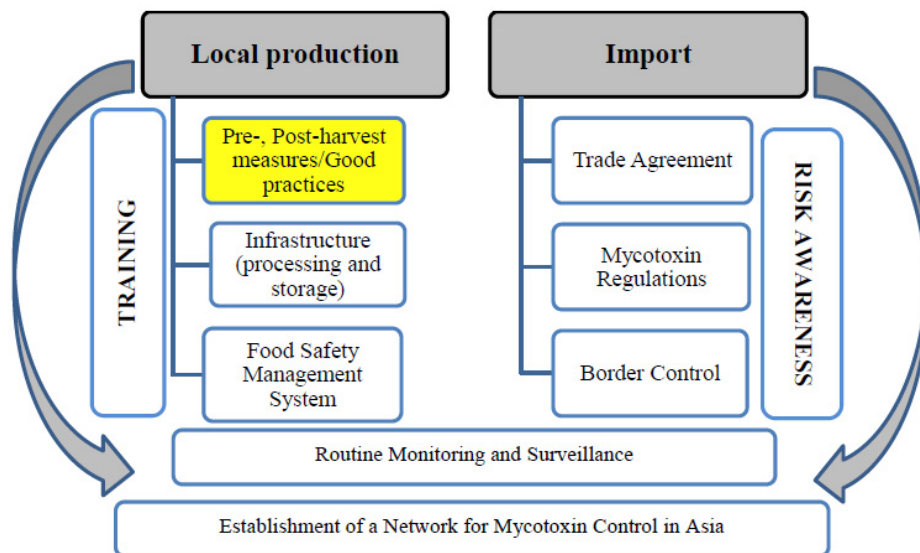 Local production
Import
TRAINING
Pre-, Post-harvest
measures/Good
practices
Infrastructure
(processing and
storage)
Food Safety
Management
System
Trade Agreement
Mycotoxin
Regulations
Border Control
RISK AWARENESS
Routine Monitoring and Surveillance
Establishment of a Network for Mycotoxin Control in Asia